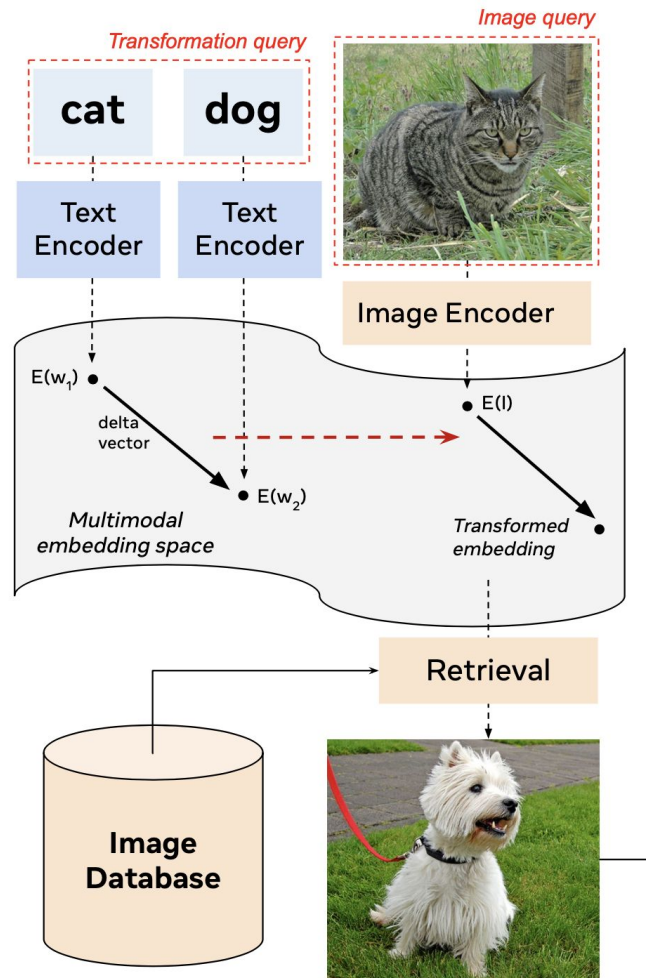 Transformation query
Image query
cat
dog
Text
Encoder
Text
Encoder
Image Encoder
E(w₁)
E(I)
delta
vector
E(w₂)
Multimodal
embedding space
Transformed
embedding
Retrieval
Image
Database